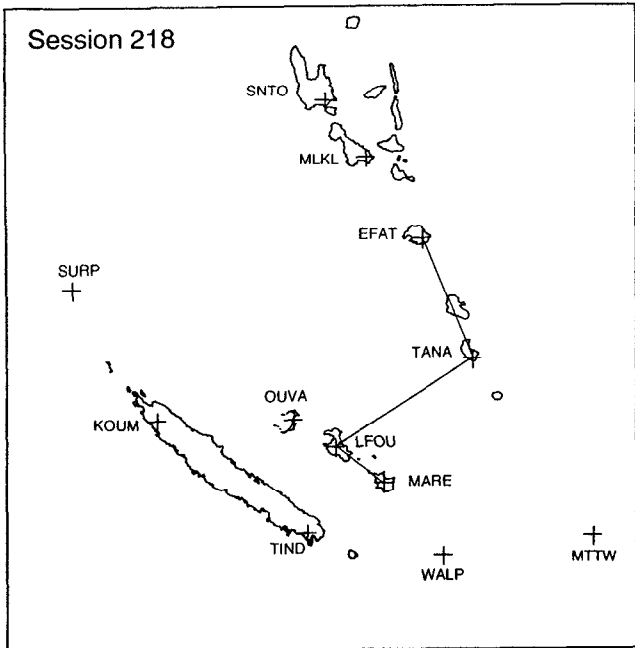 Session 218
SNTO
MLKL
EFAT
SURP
TANA
OUVA
KOUM
LFOU
MARE
TIND
WALP
MTTW